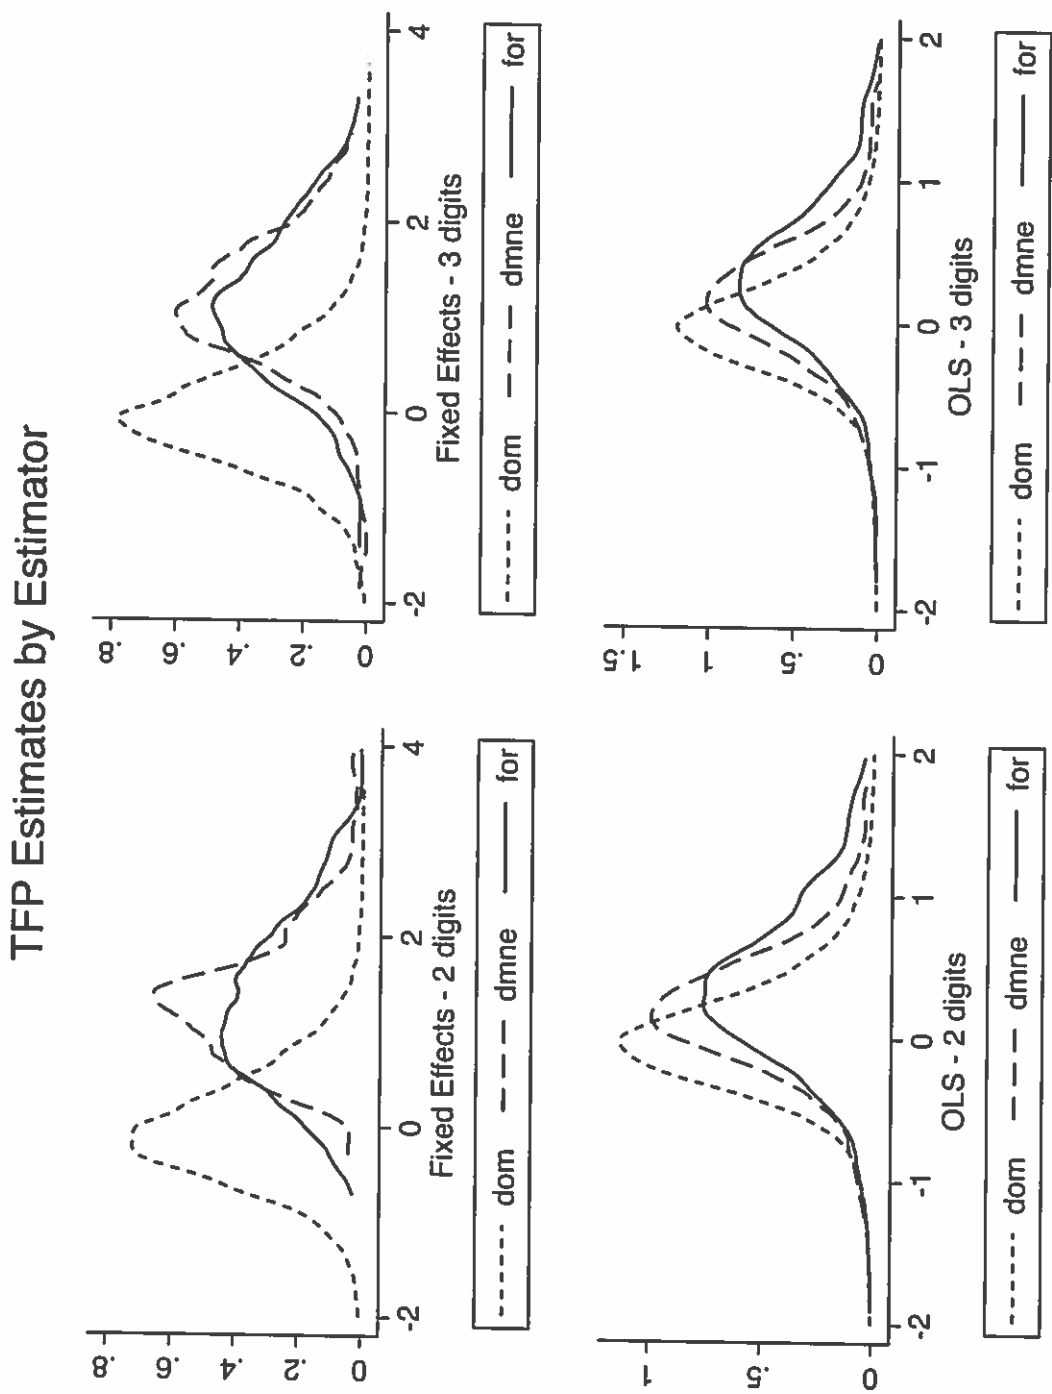 TFP Estimates by Estimator
.8
.6
.4
.2
0
-2 0 2 4
Fixed Effects - 2 digits
dom dmne for
.8
.6
.4
.2
0
-2 0 2 4
Fixed Effects - 3 digits
dom dmne for
1
.5
0
-2 -1 0 1 2
OLS - 2 digits
dom dmne for
1.5
1
.5
0
-2 -1 0 1 2
OLS - 3 digits
dom dmne for